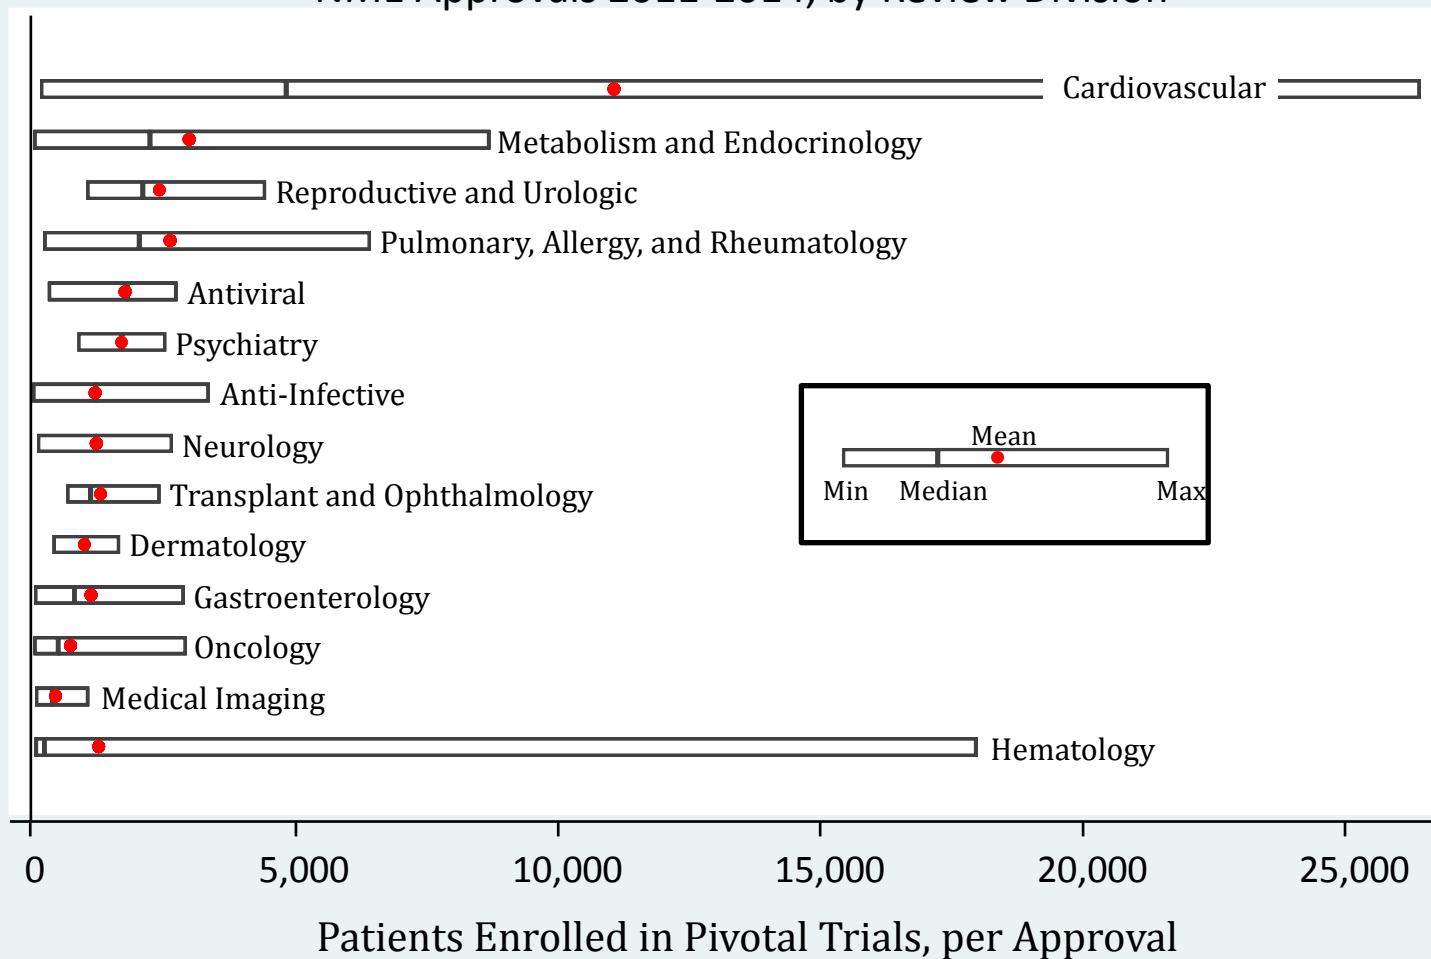 Cardiovascular
Metabolism and Endocrinology
Reproductive and Urologic
Pulmonary, Allergy, and Rheumatology
Antiviral
Psychiatry
Anti-Infective
Neurology
Transplant and Ophthalmology
Dermatology
Gastroenterology
Oncology
Medical Imaging
Hematology
Mean
Min Median Max
0 5,000 10,000 15,000 20,000 25,000
Patients Enrolled in Pivotal Trials, per Approval